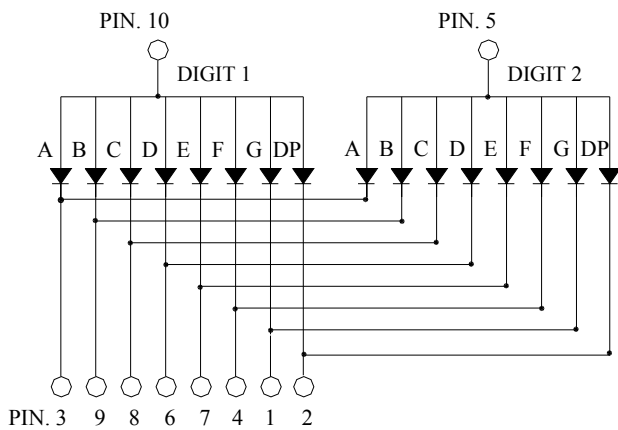 PIN. 10 PIN. 5
DIGIT 1 DIGIT 2
A B C D E F G DP A B C D E F G DP
PIN. 3 9 8 6 7 4 1 2